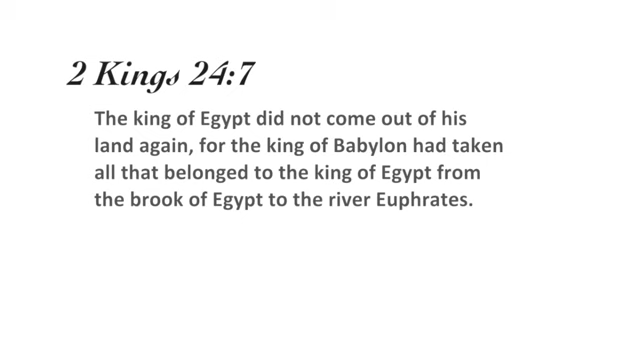 2 Kings 24:7
The king of Egypt did not come out of his
land again, for the king of Babylon had taken
all that belonged to the king of Egypt from
the brook of Egypt to the river Euphrates.